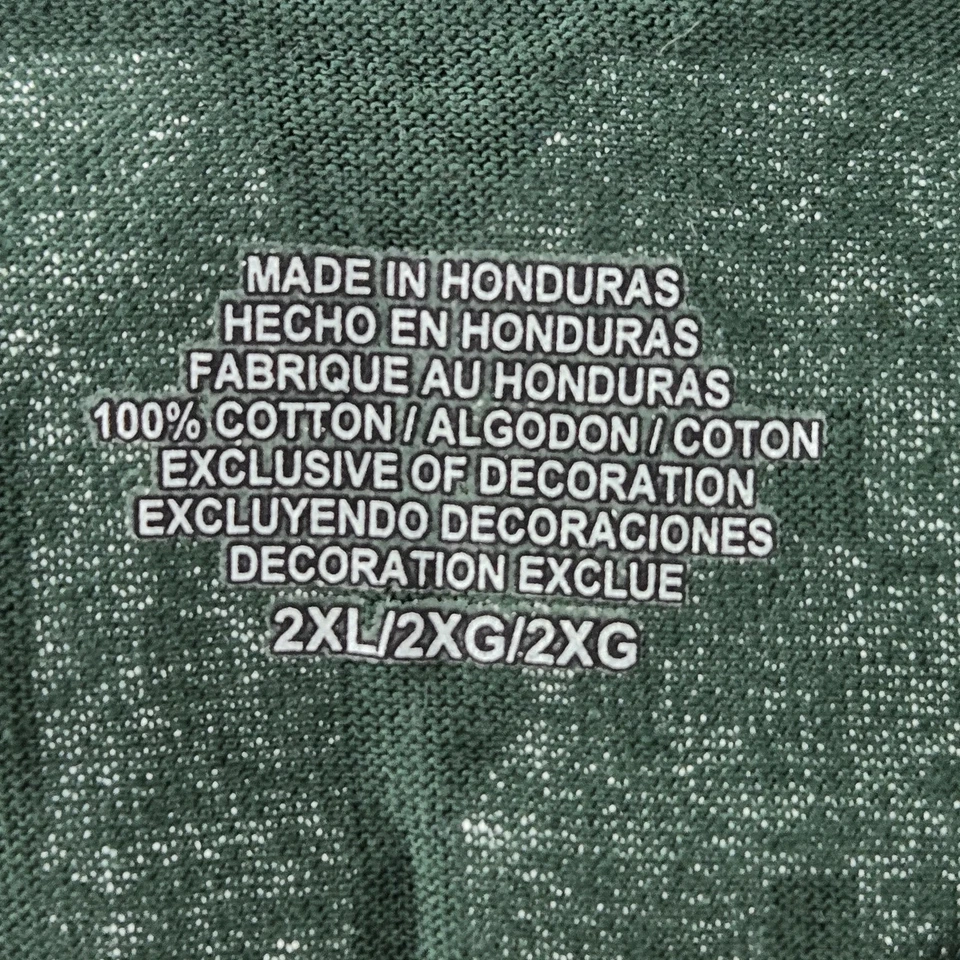 MADE IN HONDURAS
HECHO EN HONDURAS
FABRIQUE AU HONDURAS
100% COTTON / ALGODON / COTON
EXCLUSIVE OF DECORATION
EXCLUYENDO DECORACIONES
DECORATION EXCLUE
2XL/2XG/2XG